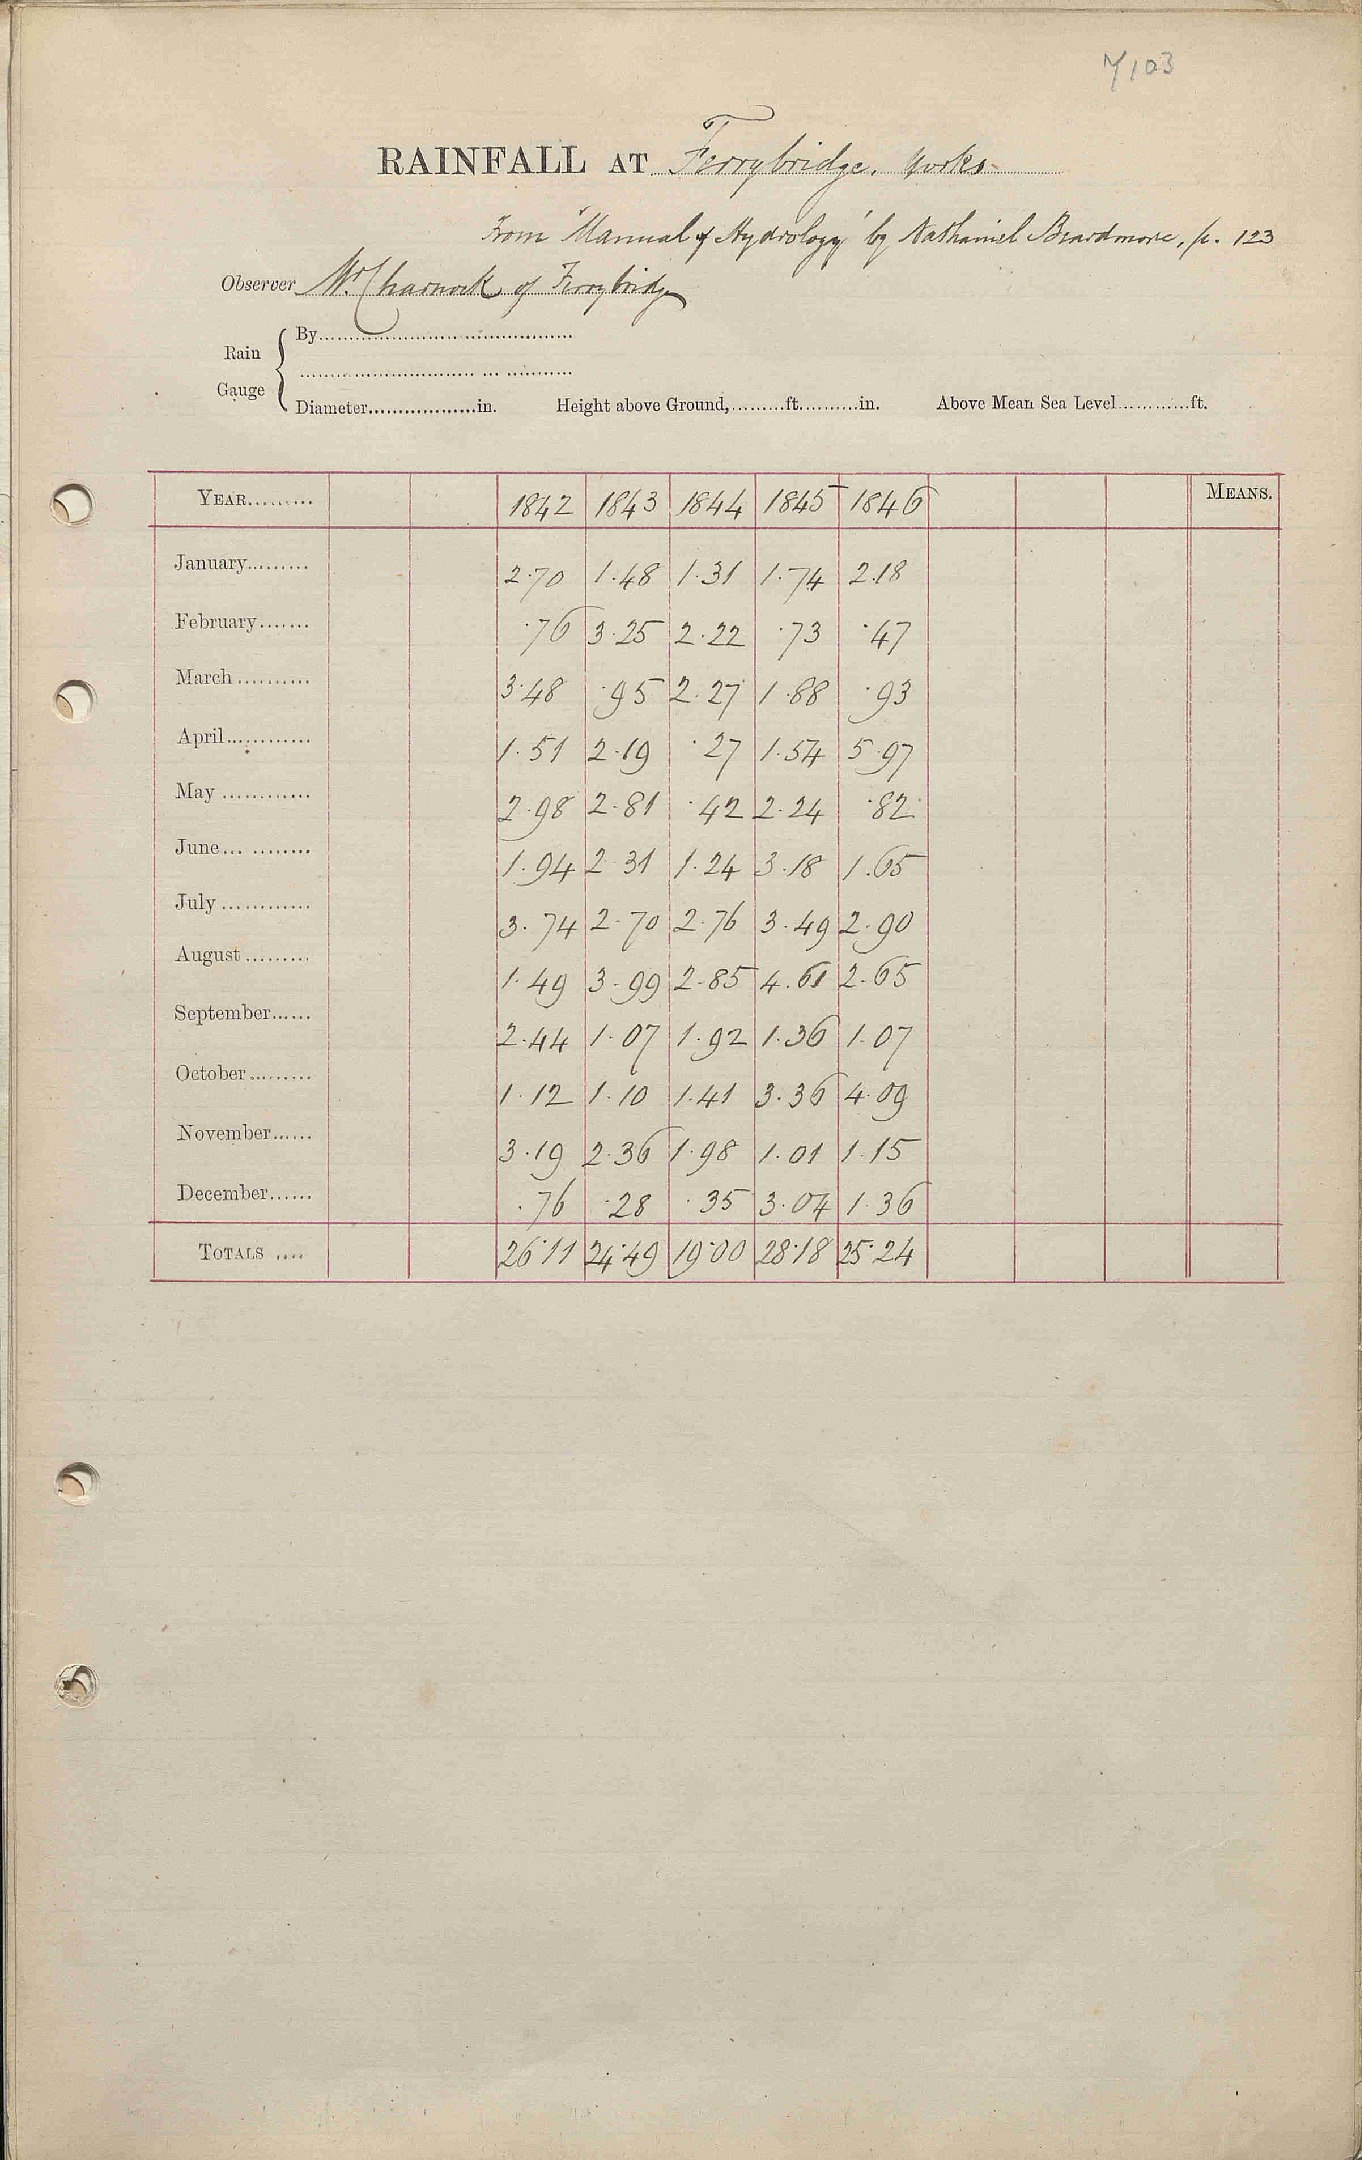 7103
RAINFALL AT Ferrybridge, Yorks
From "Manual of Hydrology" by Nathaniel Beardmore, p. 123
Observer Mr. Charnock of Ferrybridge
Rain Gauge { By
Diameter in. Height above Ground, ft. in. Above Mean Sea Level ft.
YEAR 1842 1843 1844 1845 1846 MEANS.
January 2.70 1.48 1.31 1.74 2.18
February .76 3.25 2.22 .73 .47
March 3.48 .95 2.27 1.88 .93
April 1.51 2.19 .27 1.54 5.97
May 2.98 2.81 .42 2.24 .82
June 1.94 2.31 1.24 3.18 1.65
July 3.74 2.70 2.76 3.49 2.90
August 1.49 3.99 2.85 4.61 2.65
September 2.44 1.07 1.92 1.36 1.07
October 1.12 1.10 1.41 3.36 4.09
November 3.19 2.36 1.98 1.01 1.15
December .76 .28 .35 3.04 1.36
TOTALS 26.11 24.49 19.00 28.18 25.24